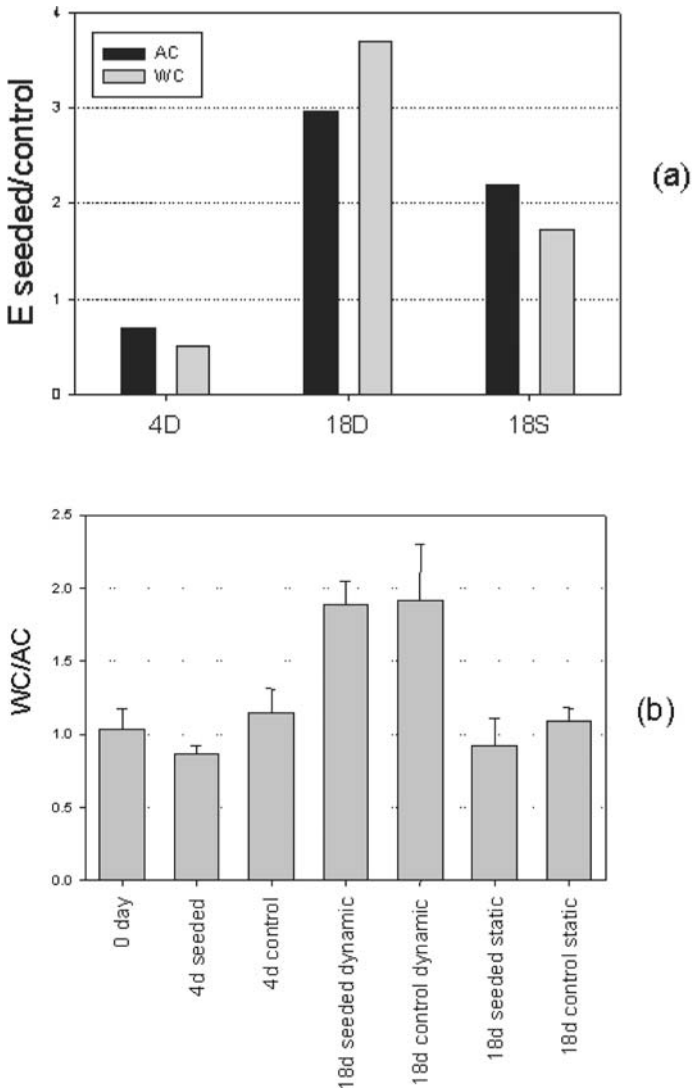 4
AC
WC
3
2
1
0
E seeded/control
(a)
4D
18D
18S
2.5
2.0
1.5
1.0
0.5
0.0
WC/AC
(b)
0 day
4d seeded
4d control
18d seeded dynamic
18d control dynamic
18d seeded static
18d control static